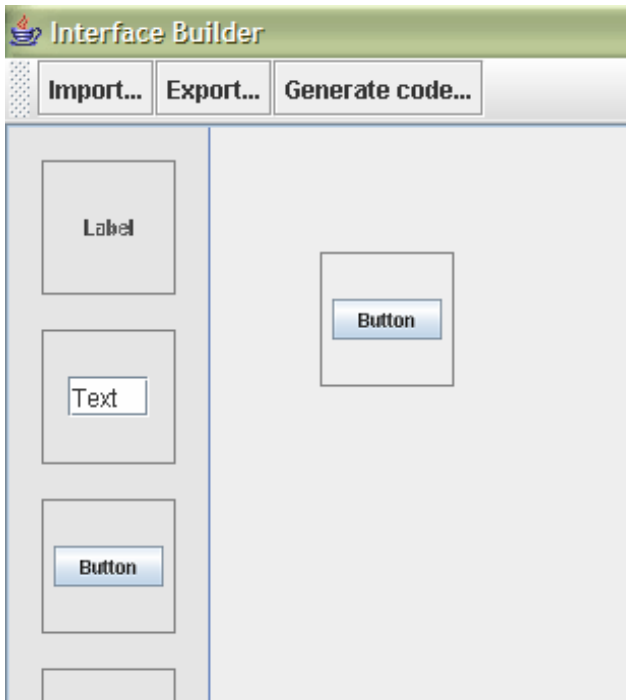 Interface Builder
Import... Export... Generate code...
Label
Button
Text
Button